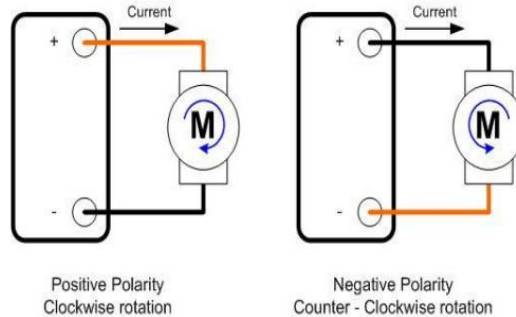 Current
+
M
-
Positive Polarity
Clockwise rotation
Current
+
M
-
Negative Polarity
Counter - Clockwise rotation